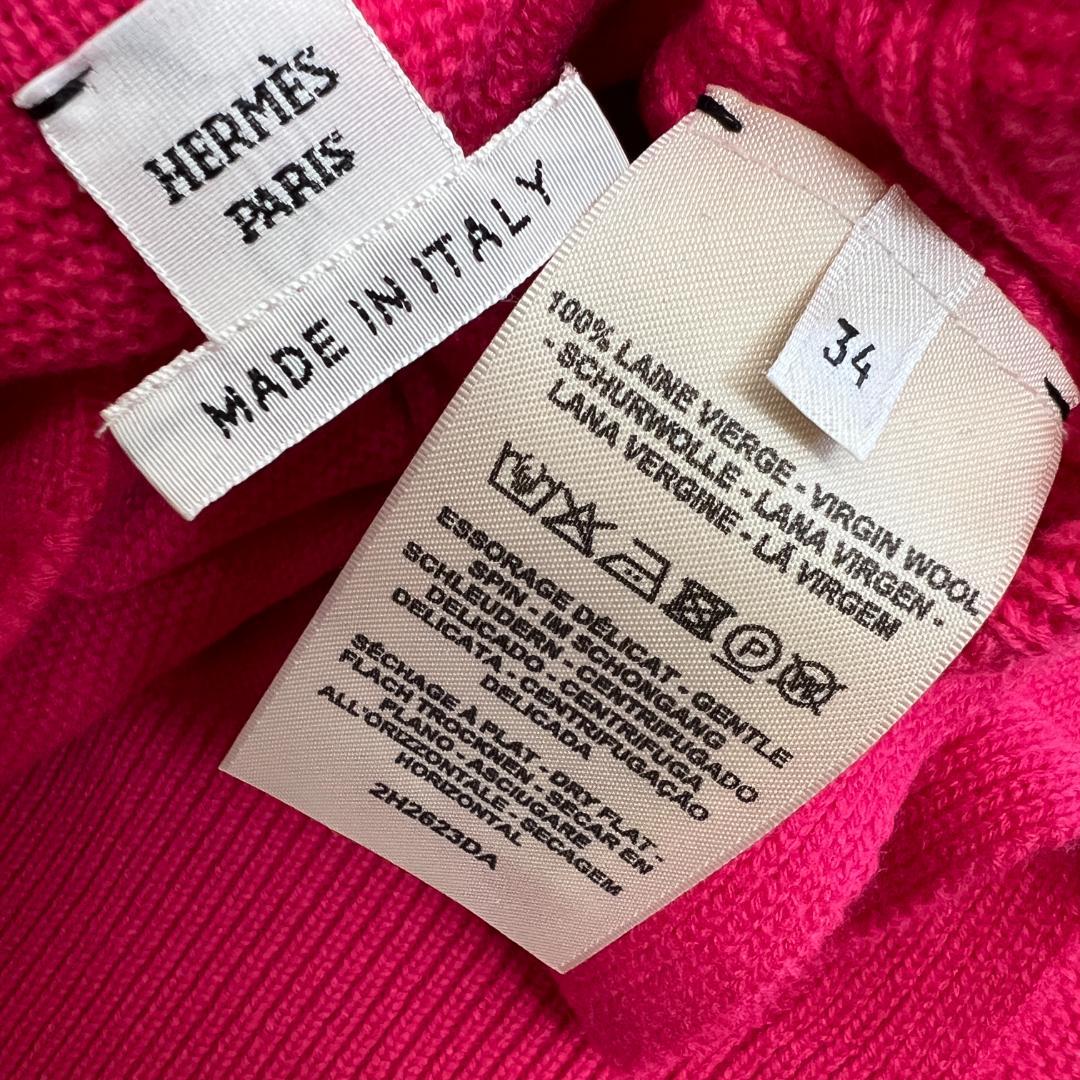 HERMÈS
PARIS
MADE IN ITALY
34
100% LAINE VIERGE - VIRGIN WOOL
- SCHURWOLLE - LANA VIRGEN -
LANA VERGINE - LÃ VIRGEM
P
ESSORAGE DÉLICAT - GENTLE
SPIN - IM SCHONGANG
SCHLEUDERN - CENTRIFUGADO
DELICADO - CENTRIFUGA
DELICATA - CENTRIFUGAÇÃO
DELICADA
SÉCHAGE À PLAT - DRY FLAT -
FLACH TROCKNEN - SECAR EN
PLANO - ASCIUGARE
ALL'ORIZZONTALE - SECAGEM
HORIZONTAL
2H2623DA